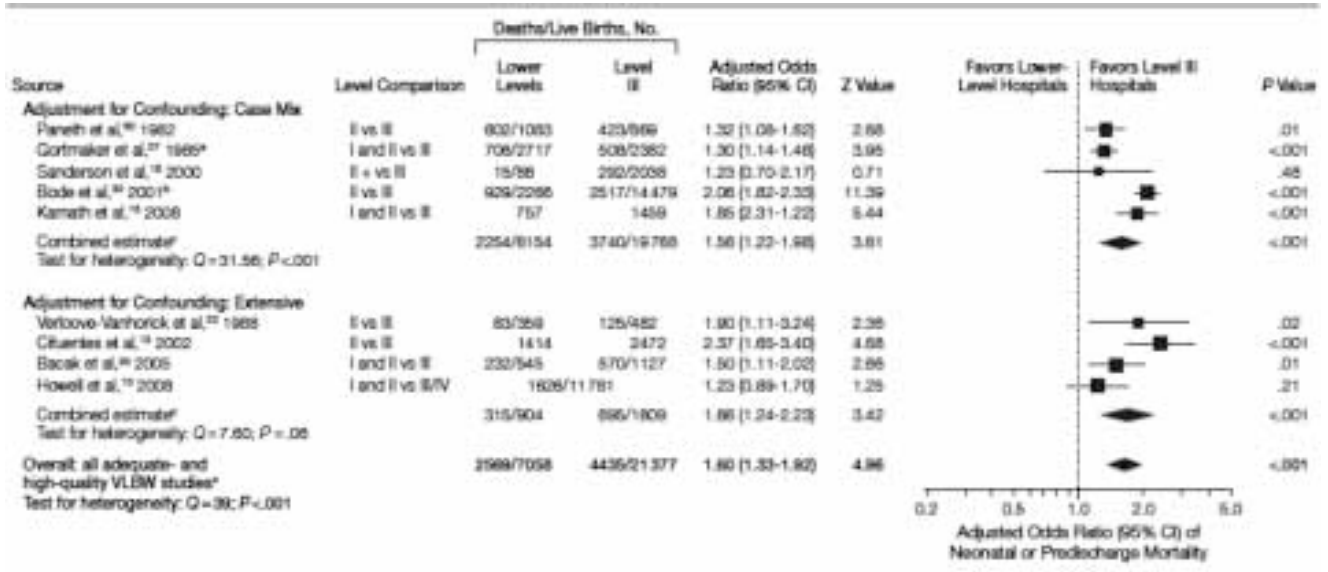 Deaths/Live Births, No.
Source Level Comparison Lower Levels Level III Adjusted Odds Ratio (95% CI) Z Value Favors Lower-Level Hospitals Favors Level III Hospitals P Value
Adjustment for Confounding: Case Mix
Paneth et al, 1982 II vs III 602/1083 423/869 1.32 (1.08-1.62) 2.68 .01
Gortmaker et al, 1985 I and II vs III 708/2717 508/2382 1.30 (1.14-1.48) 3.95 <.001
Sanderson et al, 2000 II + vs III 15/88 292/2038 1.23 (0.70-2.17) 0.71 .48
Bode et al, 2001 II vs III 929/2266 2517/14 479 2.06 (1.82-2.33) 11.39 <.001
Kamath et al, 2008 I and II vs III 757 1459 5.44 <.001
Combined estimate 2254/6154 3740/19 768 1.56 (1.22-1.98) 3.61 <.001
Test for heterogeneity: Q = 31.56; P <.001
Adjustment for Confounding: Extensive
Verloove-Vanhorick et al, 1988 II vs III 83/359 125/482 1.90 (1.11-3.24) 2.36 .02
Cifuentes et al, 2002 II vs III 1414 2472 2.37 (1.65-3.40) 4.68 <.001
Bacak et al, 2005 I and II vs III 232/545 570/1127 1.50 (1.11-2.02) 2.66 .01
Howell et al, 2008 I and II vs III/IV 1626/11 781 1.23 (0.89-1.70) 1.25 .21
Combined estimate 315/904 695/1609 (1.24-2.23) 3.42 <.001
Test for heterogeneity: Q = 7.60; P = .06
Overall: all adequate- and 2569/7058 4435/21 377 1.60 (1.33-1.92) 4.96 <.001
high-quality VLBW studies
Test for heterogeneity: Q = 39; P <.001
0.2 0.5 1.0 2.0 5.0
Adjusted Odds Ratio (95% CI) of
Neonatal or Predischarge Mortality